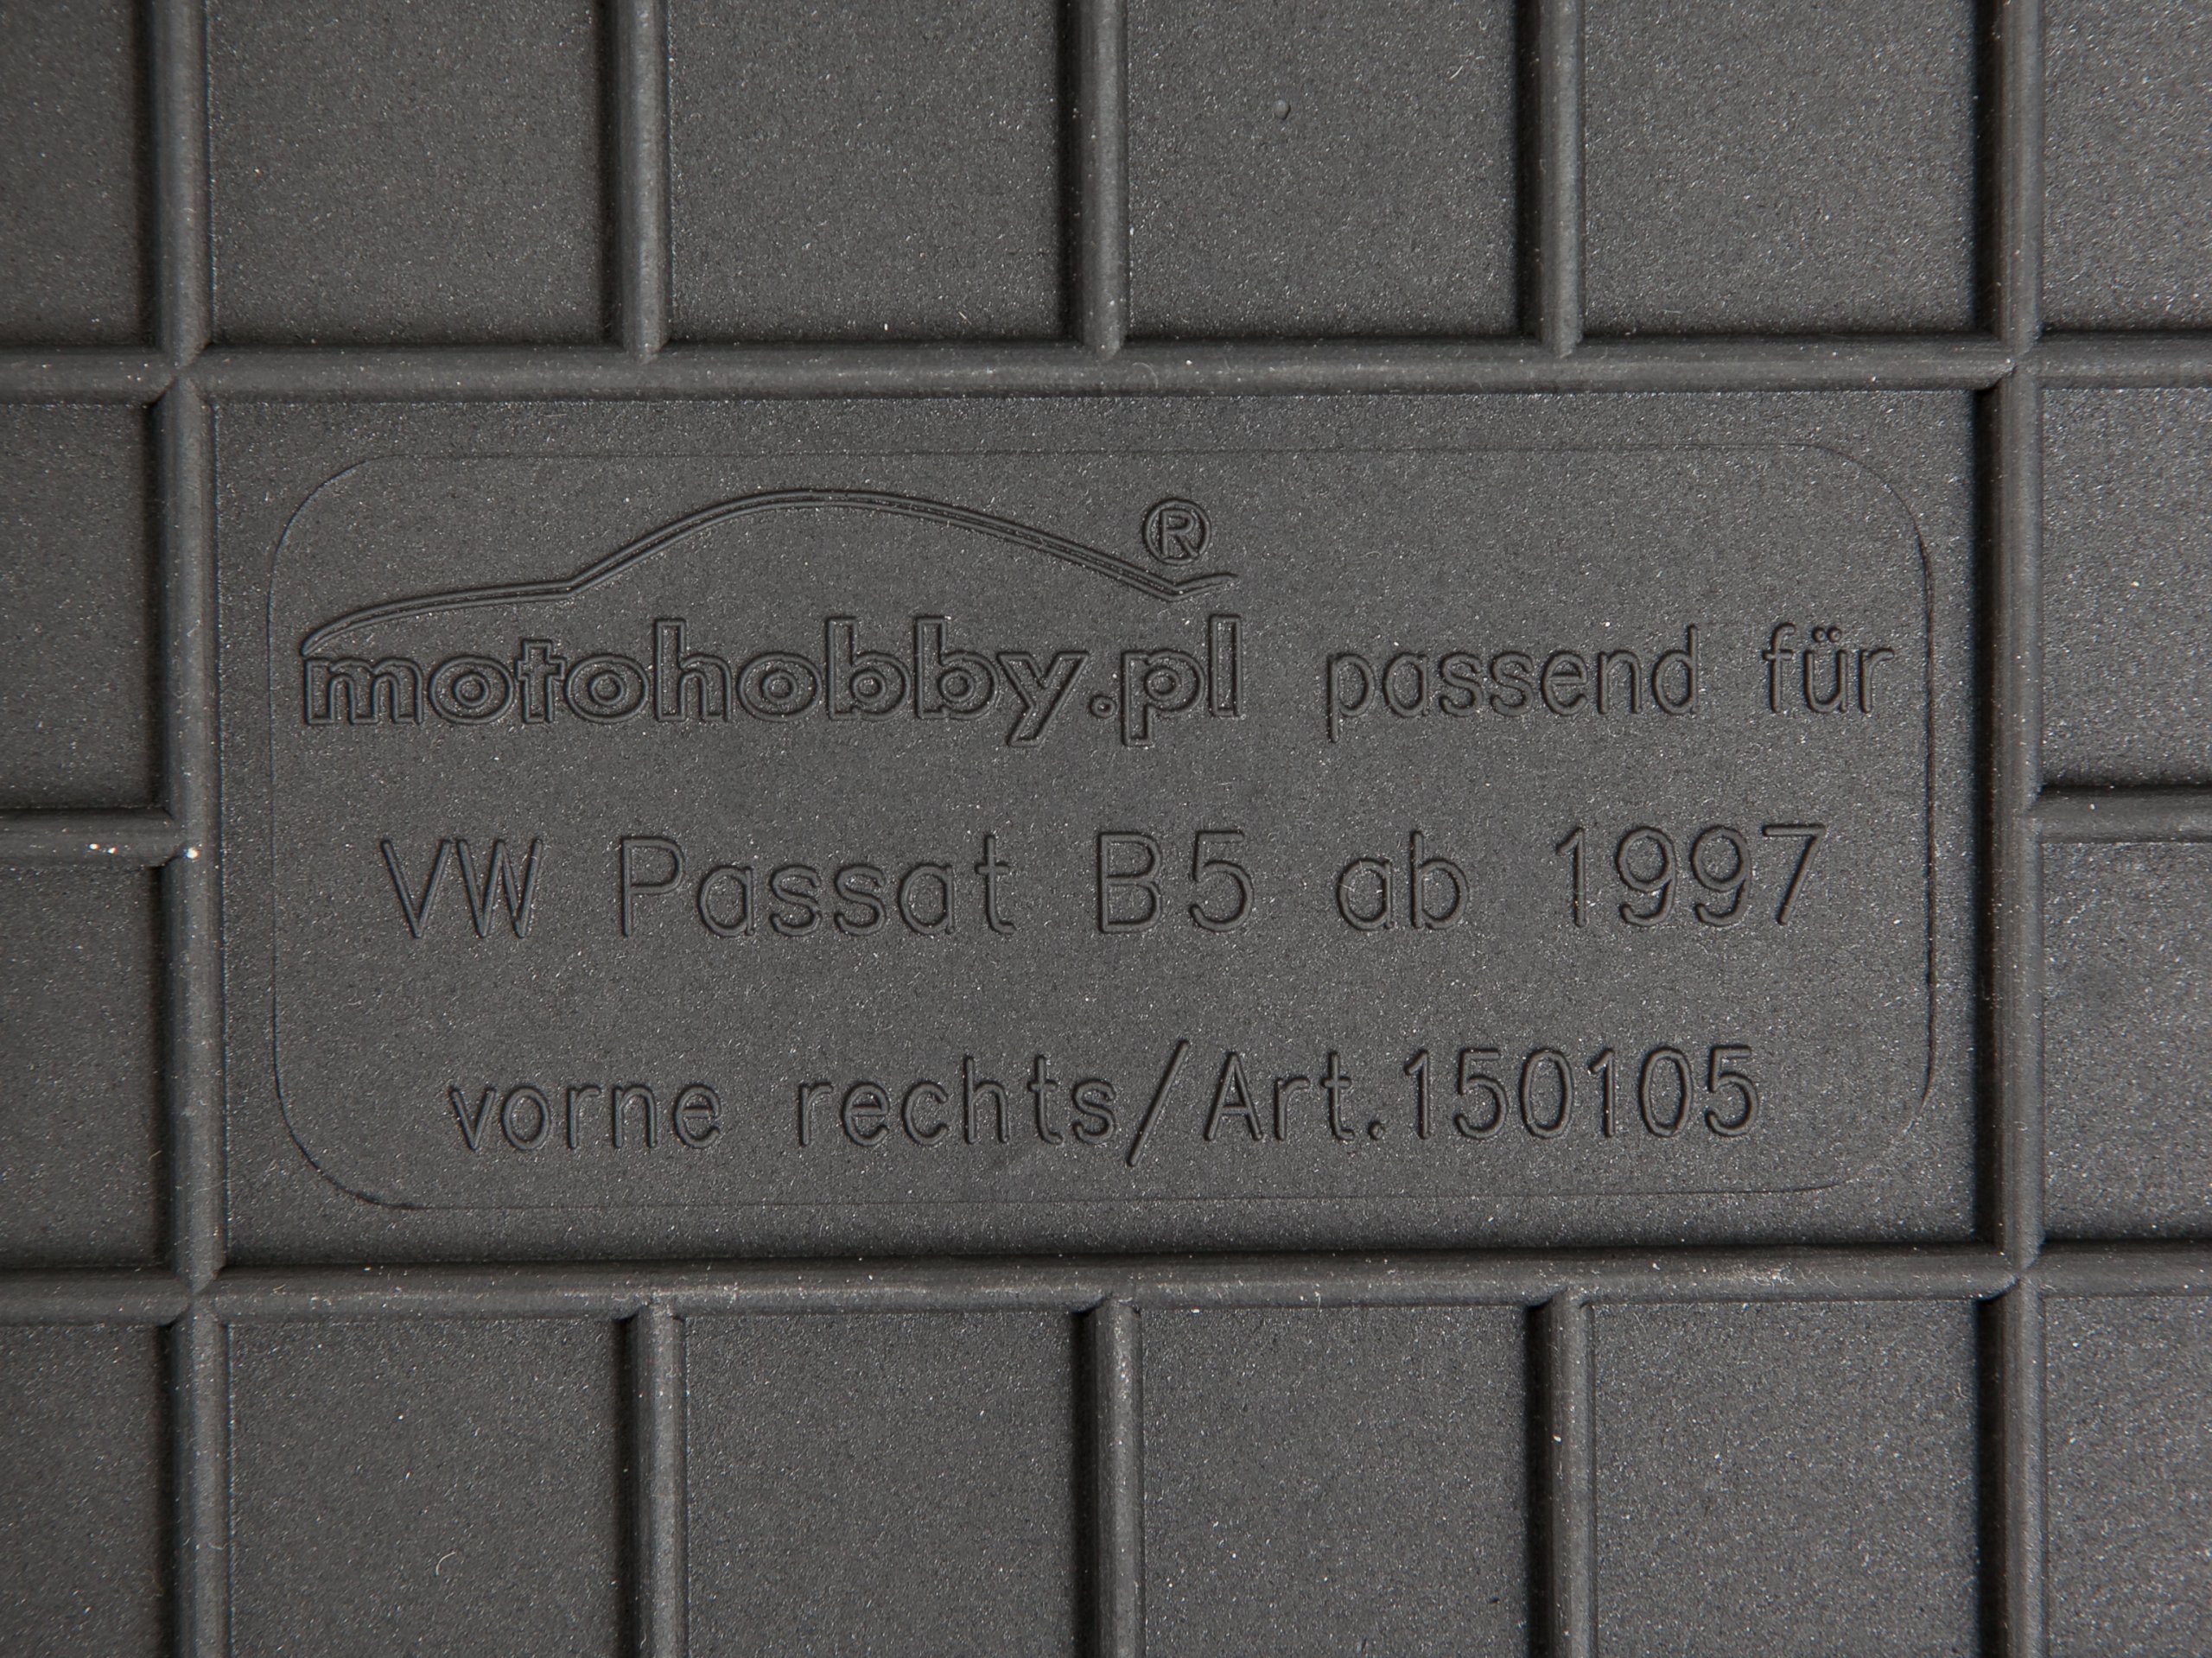 motohobby.pl® passend für
VW Passat B5 ab 1997
vorne rechts/Art.150105